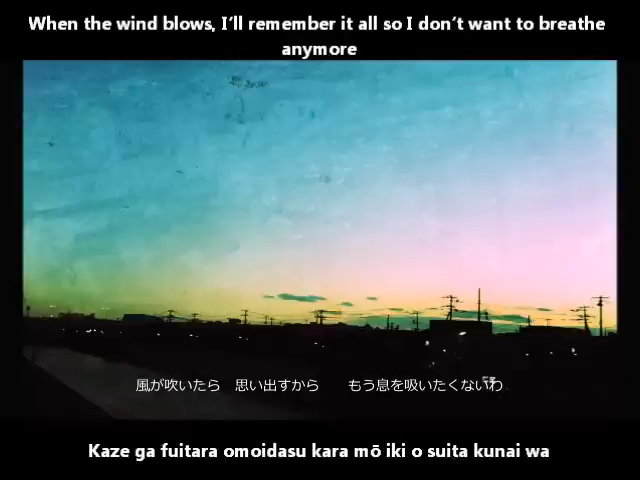 When the wind blows, I'll remember it all so I don't want to breathe
anymore
風が吹いたら 思い出すから もう息を吸いたくないわ
Kaze ga fuitara omoidasu kara mō iki o suita kunai wa